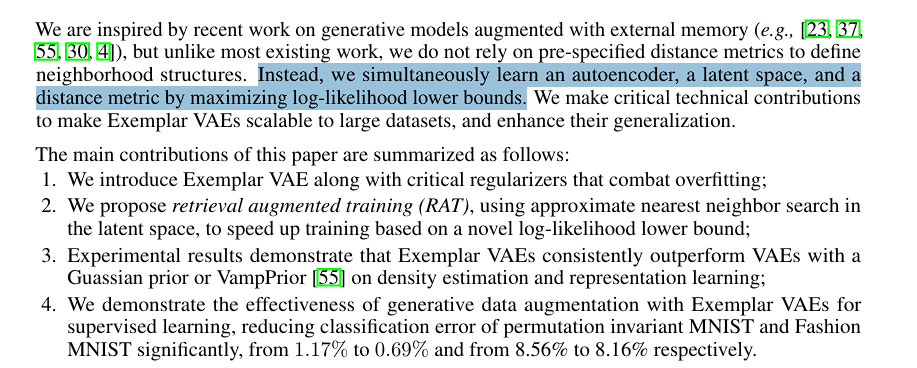 We are inspired by recent work on generative models augmented with external memory (e.g., [23, 37,
55, 30, 4]), but unlike most existing work, we do not rely on pre-specified distance metrics to define
neighborhood structures. Instead, we simultaneously learn an autoencoder, a latent space, and a
distance metric by maximizing log-likelihood lower bounds. We make critical technical contributions
to make Exemplar VAEs scalable to large datasets, and enhance their generalization.
The main contributions of this paper are summarized as follows:
1. We introduce Exemplar VAE along with critical regularizers that combat overfitting;
2. We propose retrieval augmented training (RAT), using approximate nearest neighbor search in
the latent space, to speed up training based on a novel log-likelihood lower bound;
3. Experimental results demonstrate that Exemplar VAEs consistently outperform VAEs with a
Guassian prior or VampPrior [55] on density estimation and representation learning;
4. We demonstrate the effectiveness of generative data augmentation with Exemplar VAEs for
supervised learning, reducing classification error of permutation invariant MNIST and Fashion
MNIST significantly, from 1.17% to 0.69% and from 8.56% to 8.16% respectively.